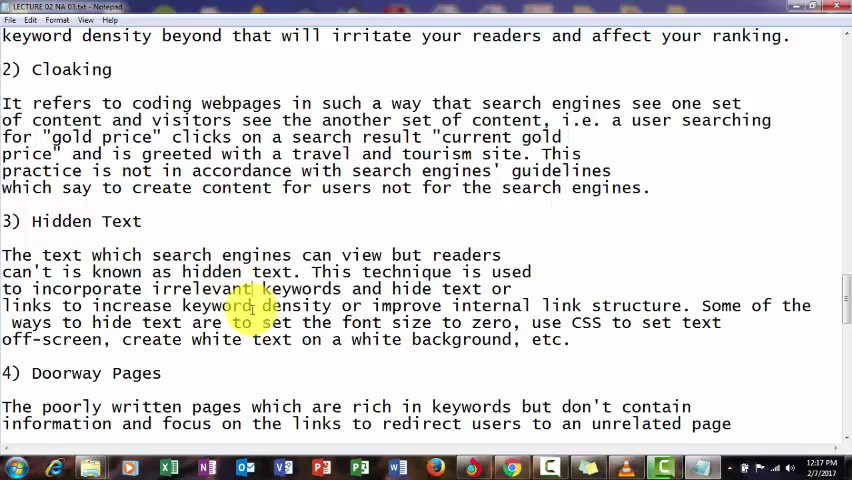 LECTURE 02 NA 03.txt - Notepad
File Edit Format View Help
keyword density beyond that will irritate your readers and affect your ranking.
2) Cloaking
It refers to coding webpages in such a way that search engines see one set
of content and visitors see the another set of content, i.e. a user searching
for "gold price" clicks on a search result "current gold
price" and is greeted with a travel and tourism site. This
practice is not in accordance with search engines' guidelines
which say to create content for users not for the search engines.
3) Hidden Text
The text which search engines can view but readers
can't is known as hidden text. This technique is used
to incorporate irrelevant keywords and hide text or
links to increase keyword density or improve internal link structure. Some of the
ways to hide text are to set the font size to zero, use CSS to set text
off-screen, create white text on a white background, etc.
4) Doorway Pages
The poorly written pages which are rich in keywords but don't contain
information and focus on the links to redirect users to an unrelated page
12:17 PM
2/7/2017